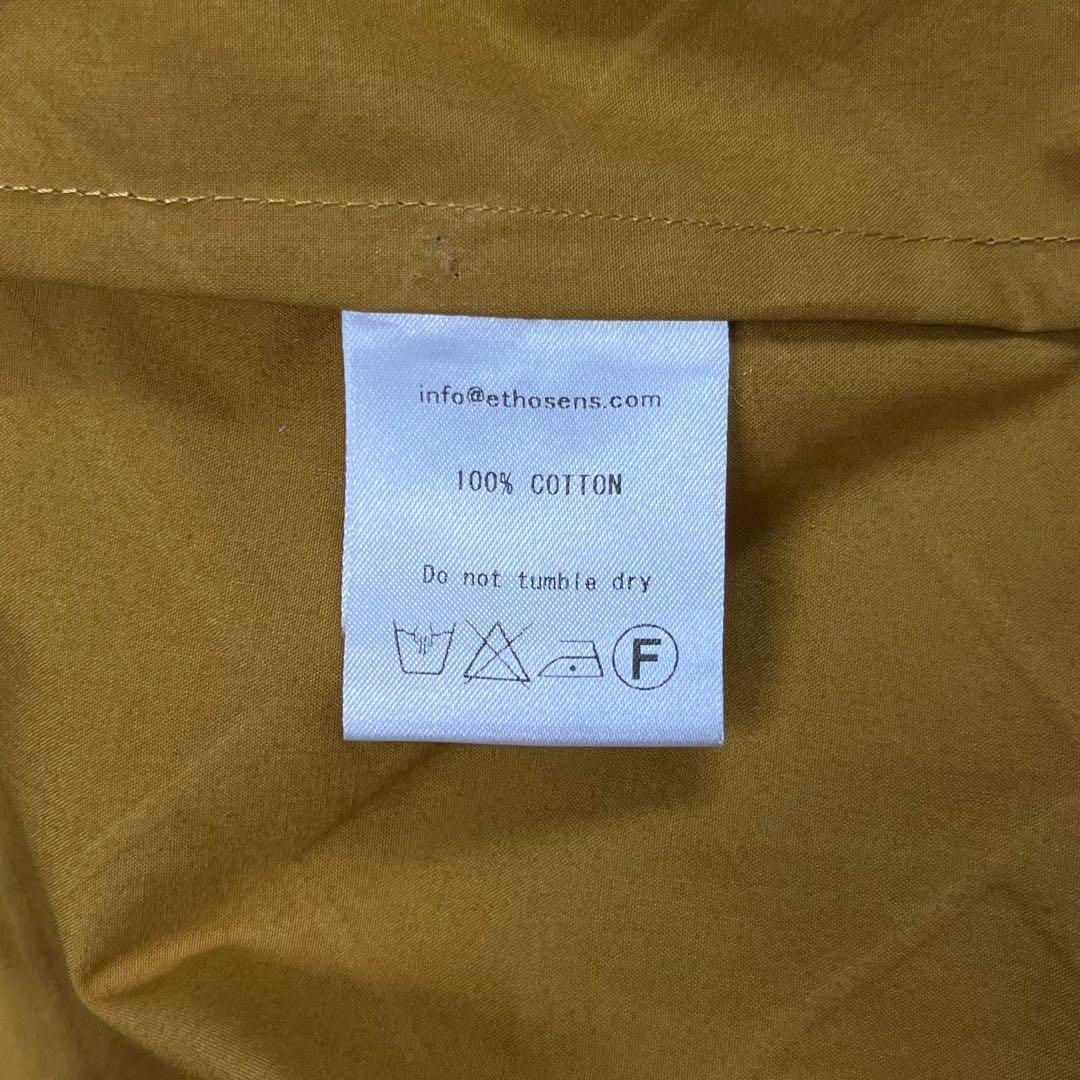 info@ethosens.com
100% COTTON
Do not tumble dry
F